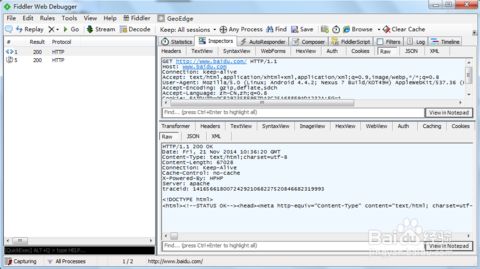 Fiddler Web Debugger
File Edit Rules Tools View Help Fiddler GeoEdge
Replay Go Stream Decode Keep: All sessions Any Process Find Save Browse Clear Cache
# Result Protocol
1 200 HTTP
5 200 HTTP
Statistics Inspectors AutoResponder Composer FiddlerScript Filters Log Timeline
Headers TextView SyntaxView WebForms HexView Auth Cookies Raw JSON XML
GET http://www.baidu.com/ HTTP/1.1
Host: www.baidu.com
Connection: keep-alive
Accept: text/html,application/xhtml+xml,application/xml;q=0.9,image/webp,*/*;q=0.8
User-Agent: Mozilla/5.0 (Linux; Android 4.4.2; Nexus 7 Build/KOT49H) AppleWebKit/537.36 (
Accept-Encoding: gzip,deflate,sdch
Accept-Language: zh-CN,zh;q=0.8
Find... (press Ctrl+Enter to highlight all) View in Notepad
Transformer Headers TextView SyntaxView ImageView HexView WebView Auth Caching Cookies
Raw JSON XML
HTTP/1.1 200 OK
Date: Fri, 21 Nov 2014 10:36:20 GMT
Content-Type: text/html;charset=utf-8
Content-Length: 67028
Connection: Keep-Alive
Cache-Control: no-cache
X-Powered-By: HPHP
Server: apache
<!DOCTYPE html>
<html><!--STATUS OK--><head><meta http-equiv="Content-Type" content="text/html; charset=utf-
Find... (press Ctrl+Enter to highlight all) View in Notepad
[QuickExec] ALT+Q > type HELP...
Capturing All Processes 1 / 2 http://www.baidu.com/
Baidu 经验